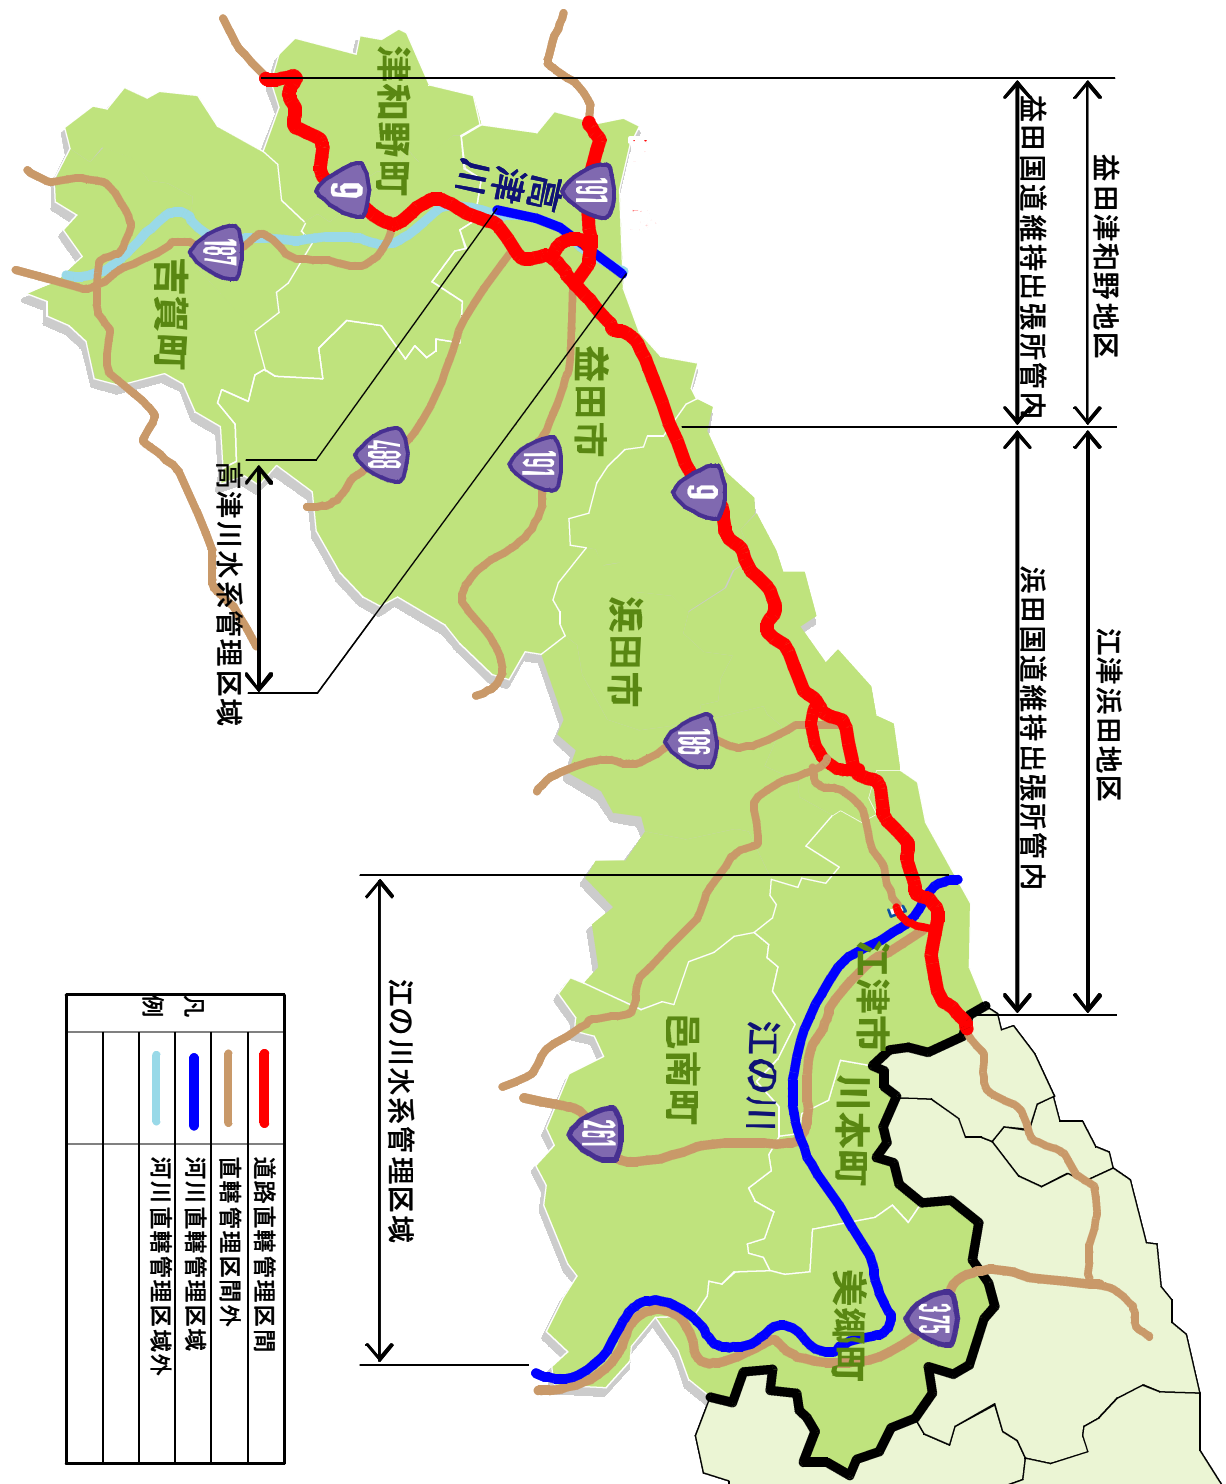 益田津和野地区
江津浜田地区
益田国道維持出張所管内
浜田国道維持出張所管内
津和野町
高津
川
191
9
187
吉賀町
益田市
488
191
9
高津川水系管理区域
浜田市
186
江津市
江の川
邑南町
川本町
261
江の川水系管理区域
美郷町
375
凡例
道路直轄管理区間
直轄管理区間外
河川直轄管理区域
河川直轄管理区域外